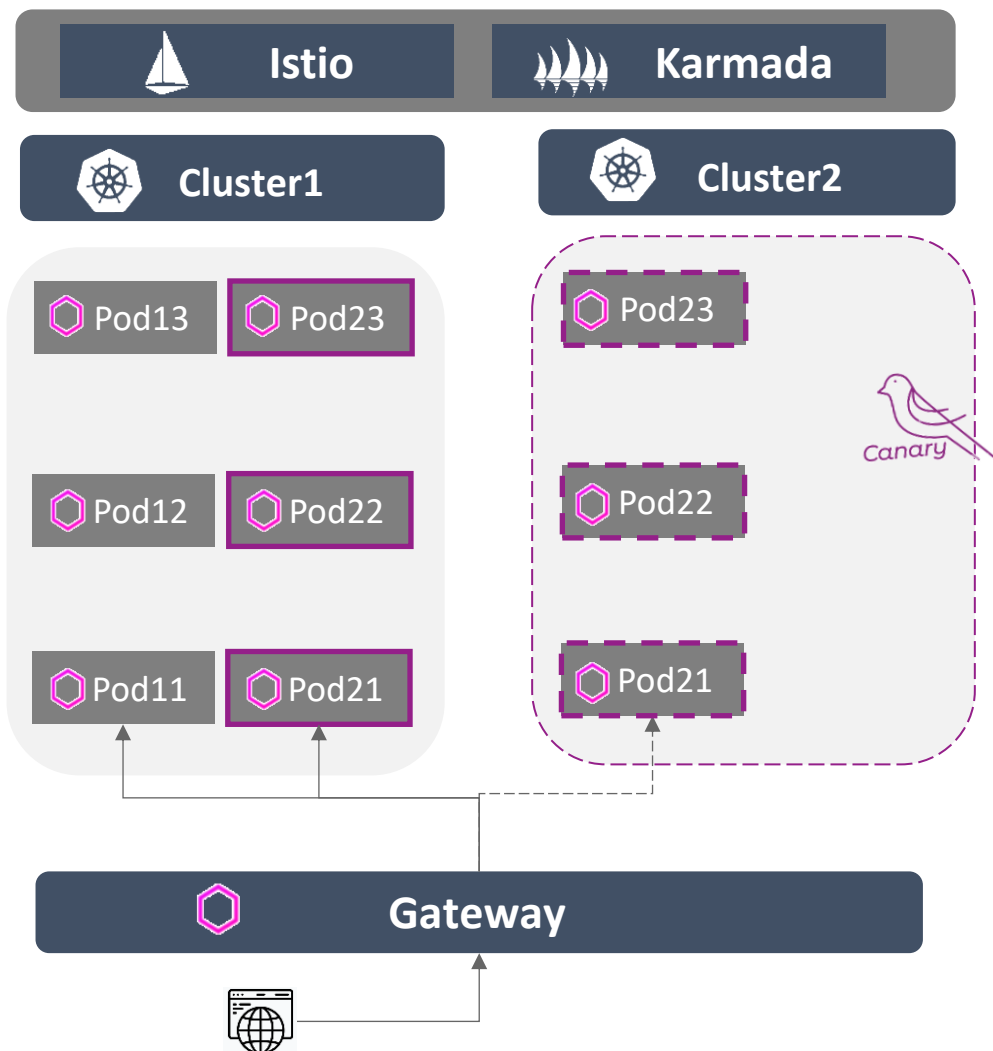 Istio
Karmada
Cluster1
Cluster2
Pod13
Pod23
Pod23
Canary
Pod12
Pod22
Pod22
Pod11
Pod21
Pod21
Gateway